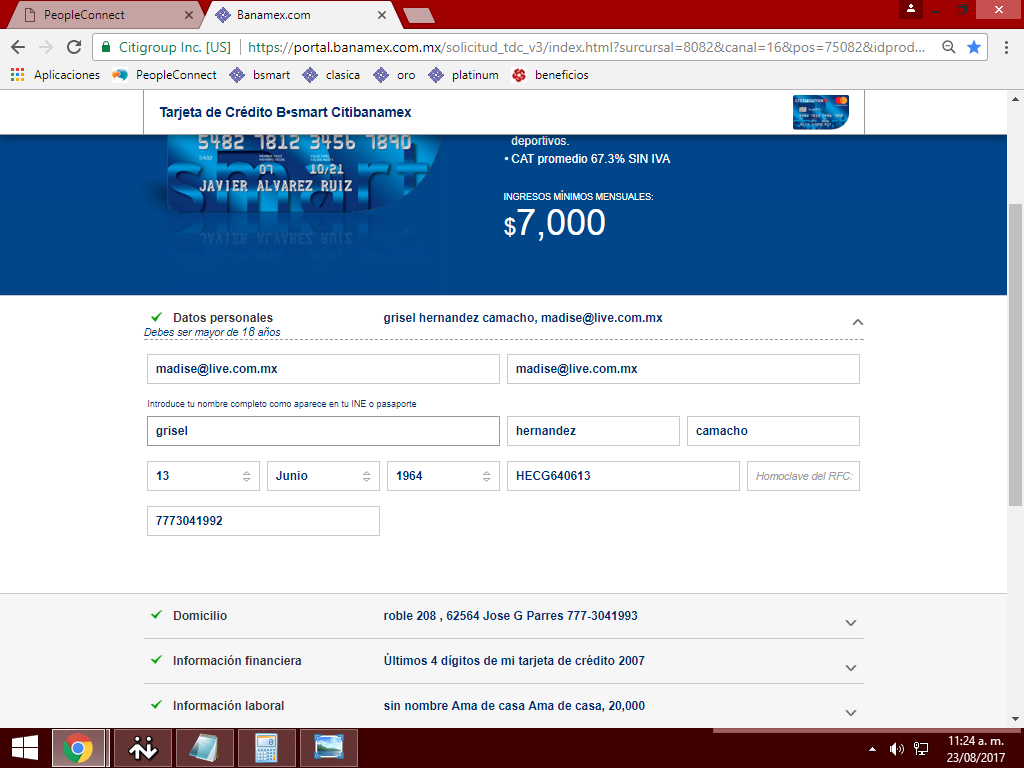 PeopleConnect
Banamex.com
Citigroup Inc. [US] https://portal.banamex.com.mx/solicitud_tdc_v3/index.html?surcursal=8082&canal=16&pos=75082&idprod...
Aplicaciones PeopleConnect bsmart clasica oro platinum beneficios
Tarjeta de Crédito B•smart Citibanamex
5482 7812 3456 7890
deportivos.
5482
• CAT promedio 67.3% SIN IVA
07 10/21
JAVIER ALVAREZ RUIZ
smart
INGRESOS MÍNIMOS MENSUALES:
$7,000
Datos personales grisel hernandez camacho, madise@live.com.mx
Debes ser mayor de 18 años
madise@live.com.mx madise@live.com.mx
Introduce tu nombre completo como aparece en tu INE o pasaporte
grisel hernandez camacho
13 Junio 1964 HECG640613 Homoclave del RFC:
7773041992
Domicilio roble 208 , 62564 Jose G Parres 777-3041993
Información financiera Últimos 4 dígitos de mi tarjeta de crédito 2007
Información laboral sin nombre Ama de casa Ama de casa, 20,000
11:24 a. m.
23/08/2017